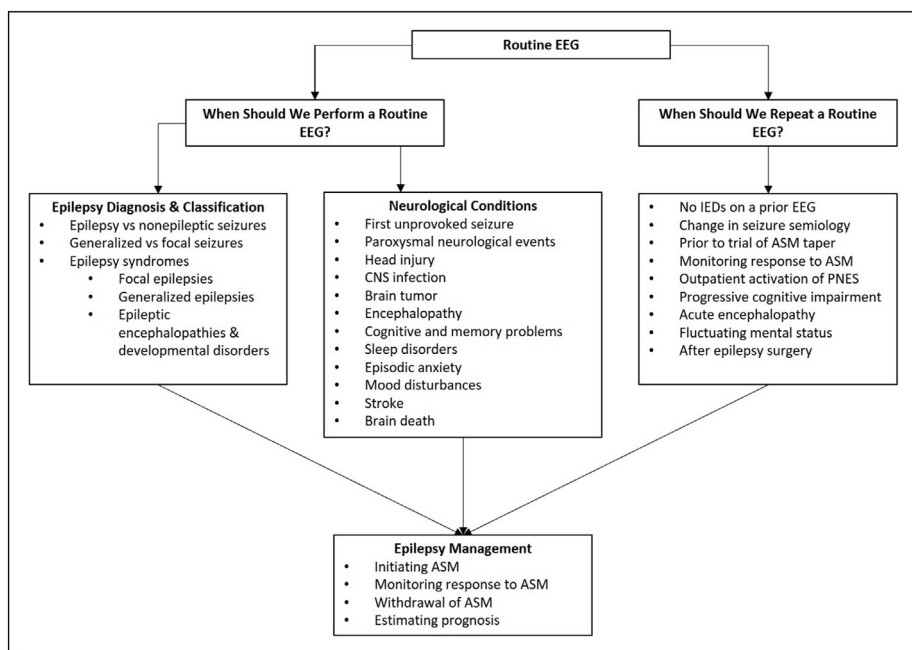 Routine EEG
When Should We Perform a Routine
EEG?
When Should We Repeat a Routine
EEG?
Epilepsy Diagnosis & Classification
• Epilepsy vs nonepileptic seizures
• Generalized vs focal seizures
• Epilepsy syndromes
• Focal epilepsies
• Generalized epilepsies
• Epileptic
encephalopathies &
developmental disorders
Neurological Conditions
• First unprovoked seizure
• Paroxysmal neurological events
• Head injury
• CNS infection
• Brain tumor
• Encephalopathy
• Cognitive and memory problems
• Sleep disorders
• Episodic anxiety
• Mood disturbances
• Stroke
• Brain death
• No IEDs on a prior EEG
• Change in seizure semiology
• Prior to trial of ASM taper
• Monitoring response to ASM
• Outpatient activation of PNES
• Progressive cognitive impairment
• Acute encephalopathy
• Fluctuating mental status
• After epilepsy surgery
Epilepsy Management
• Initiating ASM
• Monitoring response to ASM
• Withdrawal of ASM
• Estimating prognosis